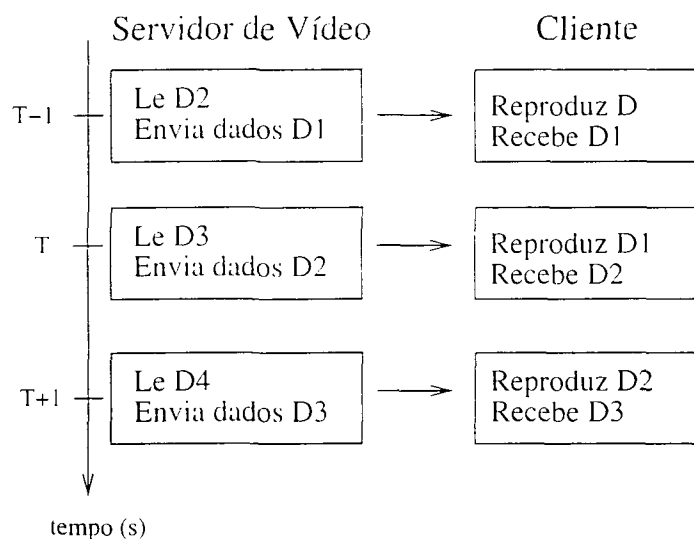 Servidor de Vídeo
Cliente
T-1
Le D2
Envia dados D1
Reproduz D
Recebe D1
T
Le D3
Envia dados D2
Reproduz D1
Recebe D2
T+1
Le D4
Envia dados D3
Reproduz D2
Recebe D3
tempo (s)